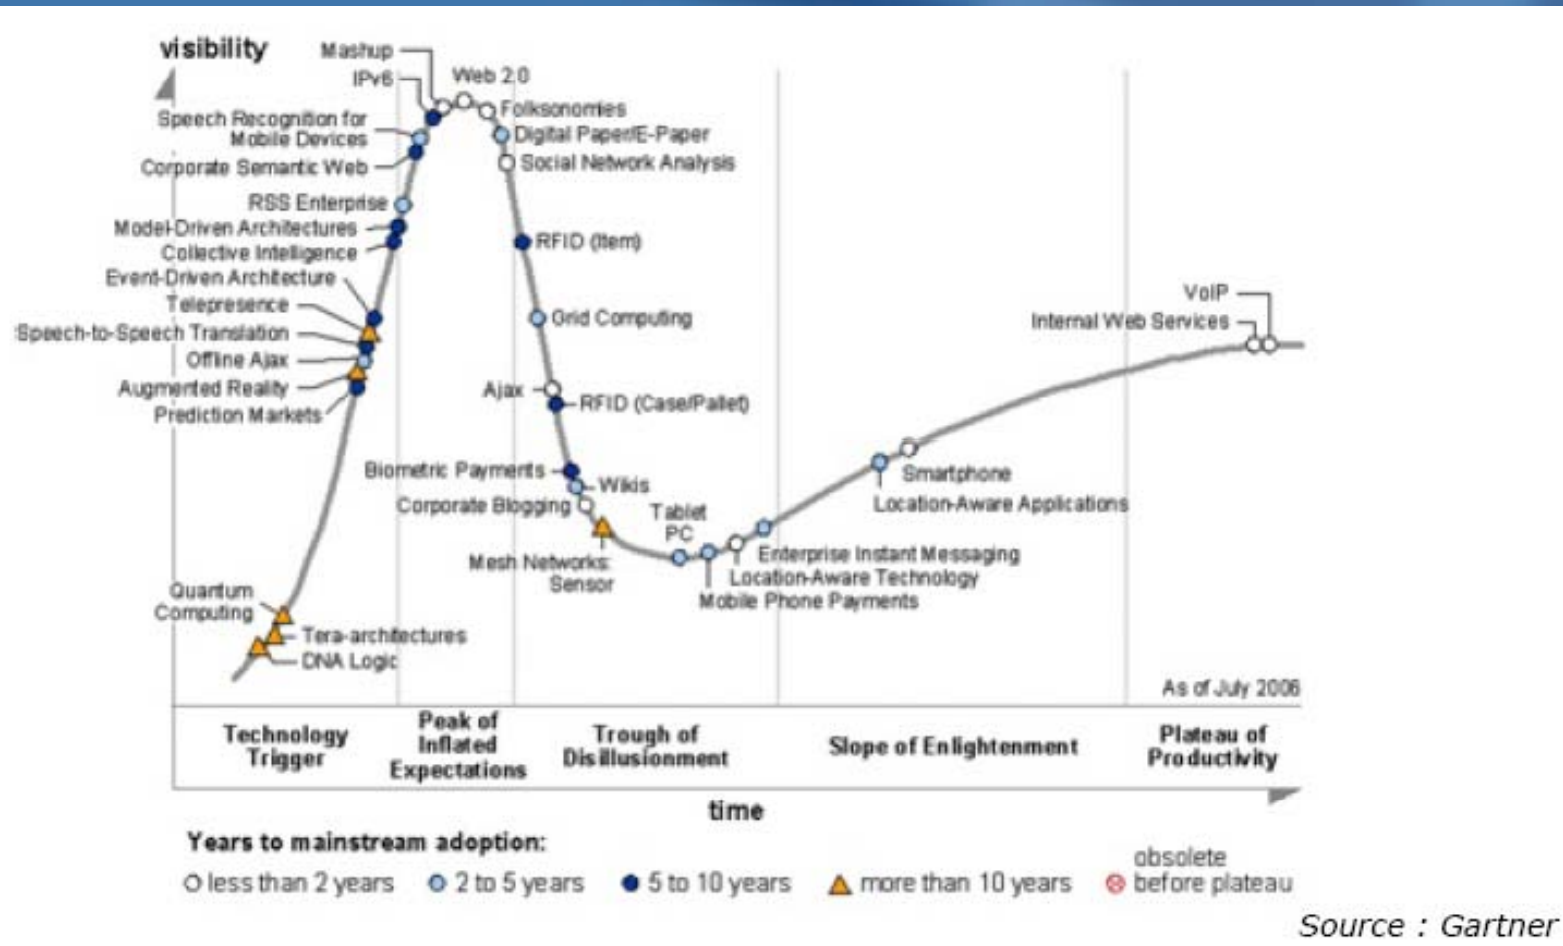 visibility
Mashup
IPv6
Web 2.0
Speech Recognition for
Mobile Devices
Corporate Semantic Web
Folksonomies
Digital Paper/E-Paper
Social Network Analysis
RSS Enterprise
Model-Driven Architectures
Collective Intelligence
Event-Driven Architecture
Telepresence
Speech-to-Speech Translation
Offline Ajax
Augmented Reality
Prediction Markets
RFID (Item)
Grid Computing
Ajax
RFID (Case/Pallet)
Biometric Payments
Wikis
Corporate Blogging
Tablet
PC
Mesh Networks:
Sensor
Enterprise Instant Messaging
Location-Aware Technology
Mobile Phone Payments
VoIP
Internal Web Services
Smartphone
Location-Aware Applications
Quantum
Computing
Tera-architectures
DNA Logic
As of July 2006
Technology
Trigger
Peak of
Inflated
Expectations
Trough of
Disillusionment
Slope of Enlightenment
Plateau of
Productivity
time
Years to mainstream adoption:
less than 2 years
2 to 5 years
5 to 10 years
more than 10 years
obsolete
before plateau
Source : Gartner